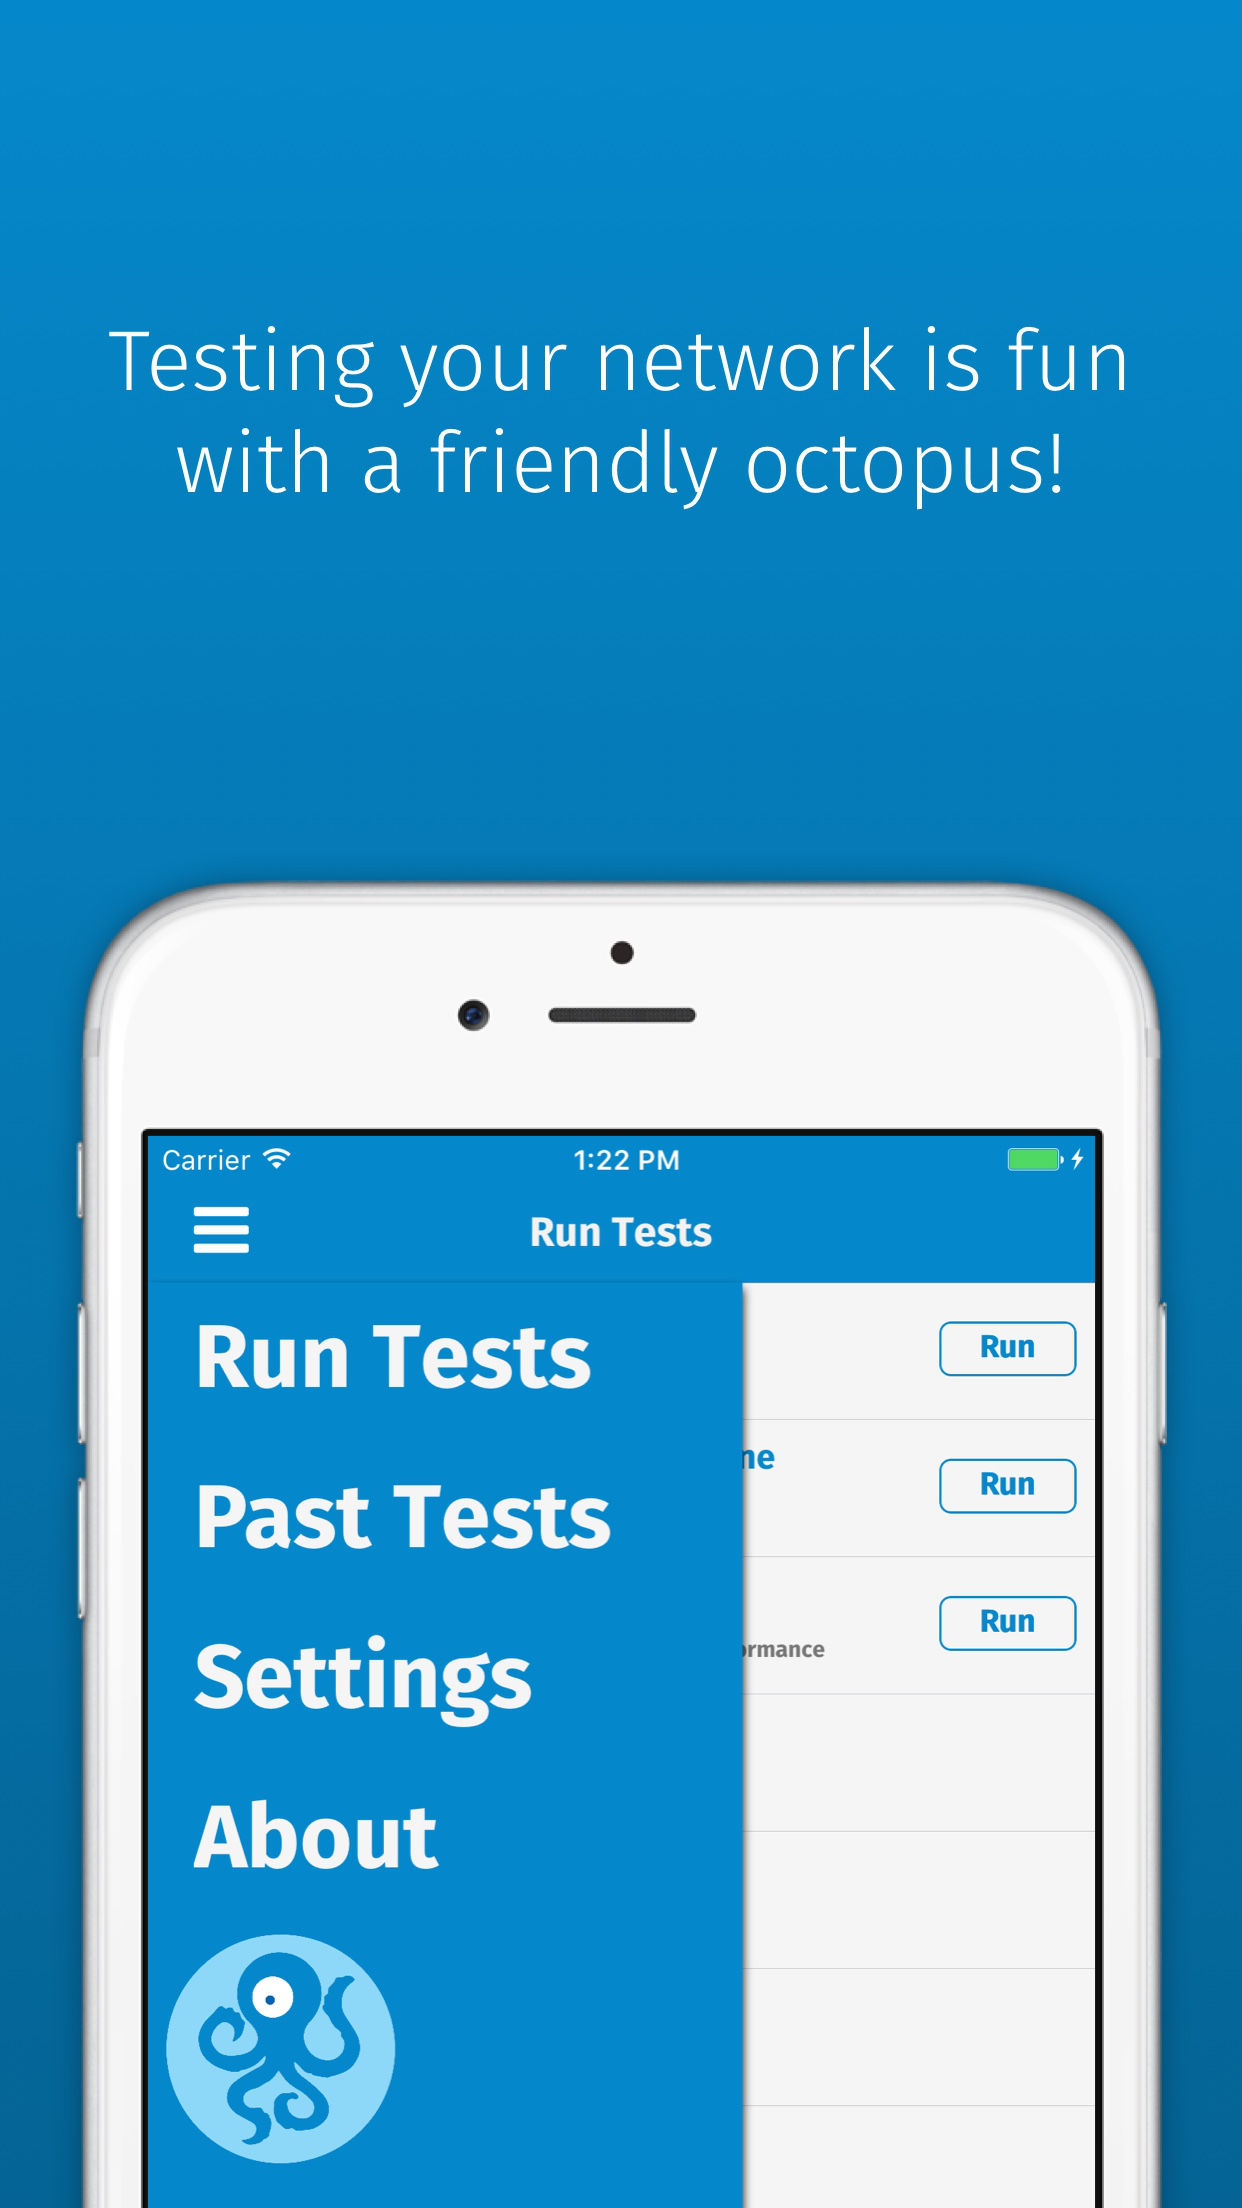 Testing your network is fun
with a friendly octopus!
Carrier 1:22 PM
Run Tests
Run Tests
Past Tests
Settings
About
Run
ne
Run
Run
ormance